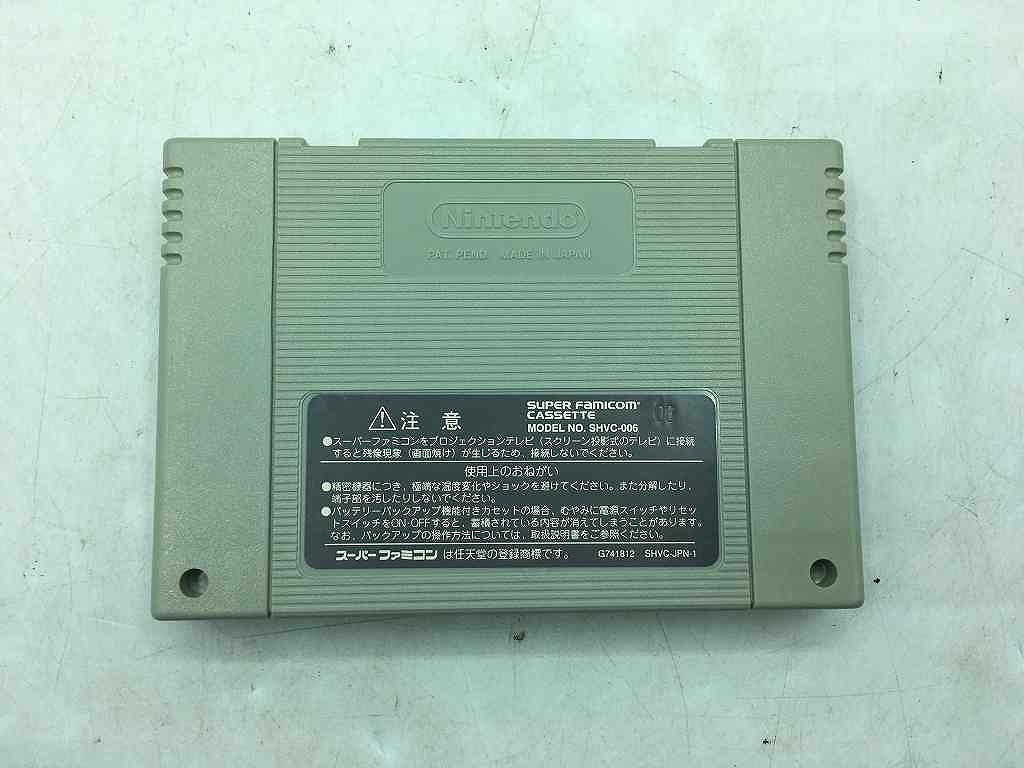 Nintendo
PAT. PEND. MADE IN JAPAN
注意
SUPER Famicom
CASSETTE
MODEL NO. SHVC-006
●スーパーファミコンをプロジェクションテレビ（スクリーン投影式のテレビ）に接続
すると残像現象（画面焼け）が生じるため、接続しないでください。
使用上のおねがい
●精密機器につき、極端な温度変化やショックを避けてください。また分解したり、
端子部を汚したりしないでください。
●バッテリーバックアップ機能付きカセットの場合、むやみに電源スイッチやリセッ
トスイッチをON・OFFすると、蓄積されている内容が消えてしまうことがあります。
なお、バックアップの操作方法については、取扱説明書をご参照ください。
スーパーファミコン は任天堂の登録商標です。
G741812 SHVC-JPN-1